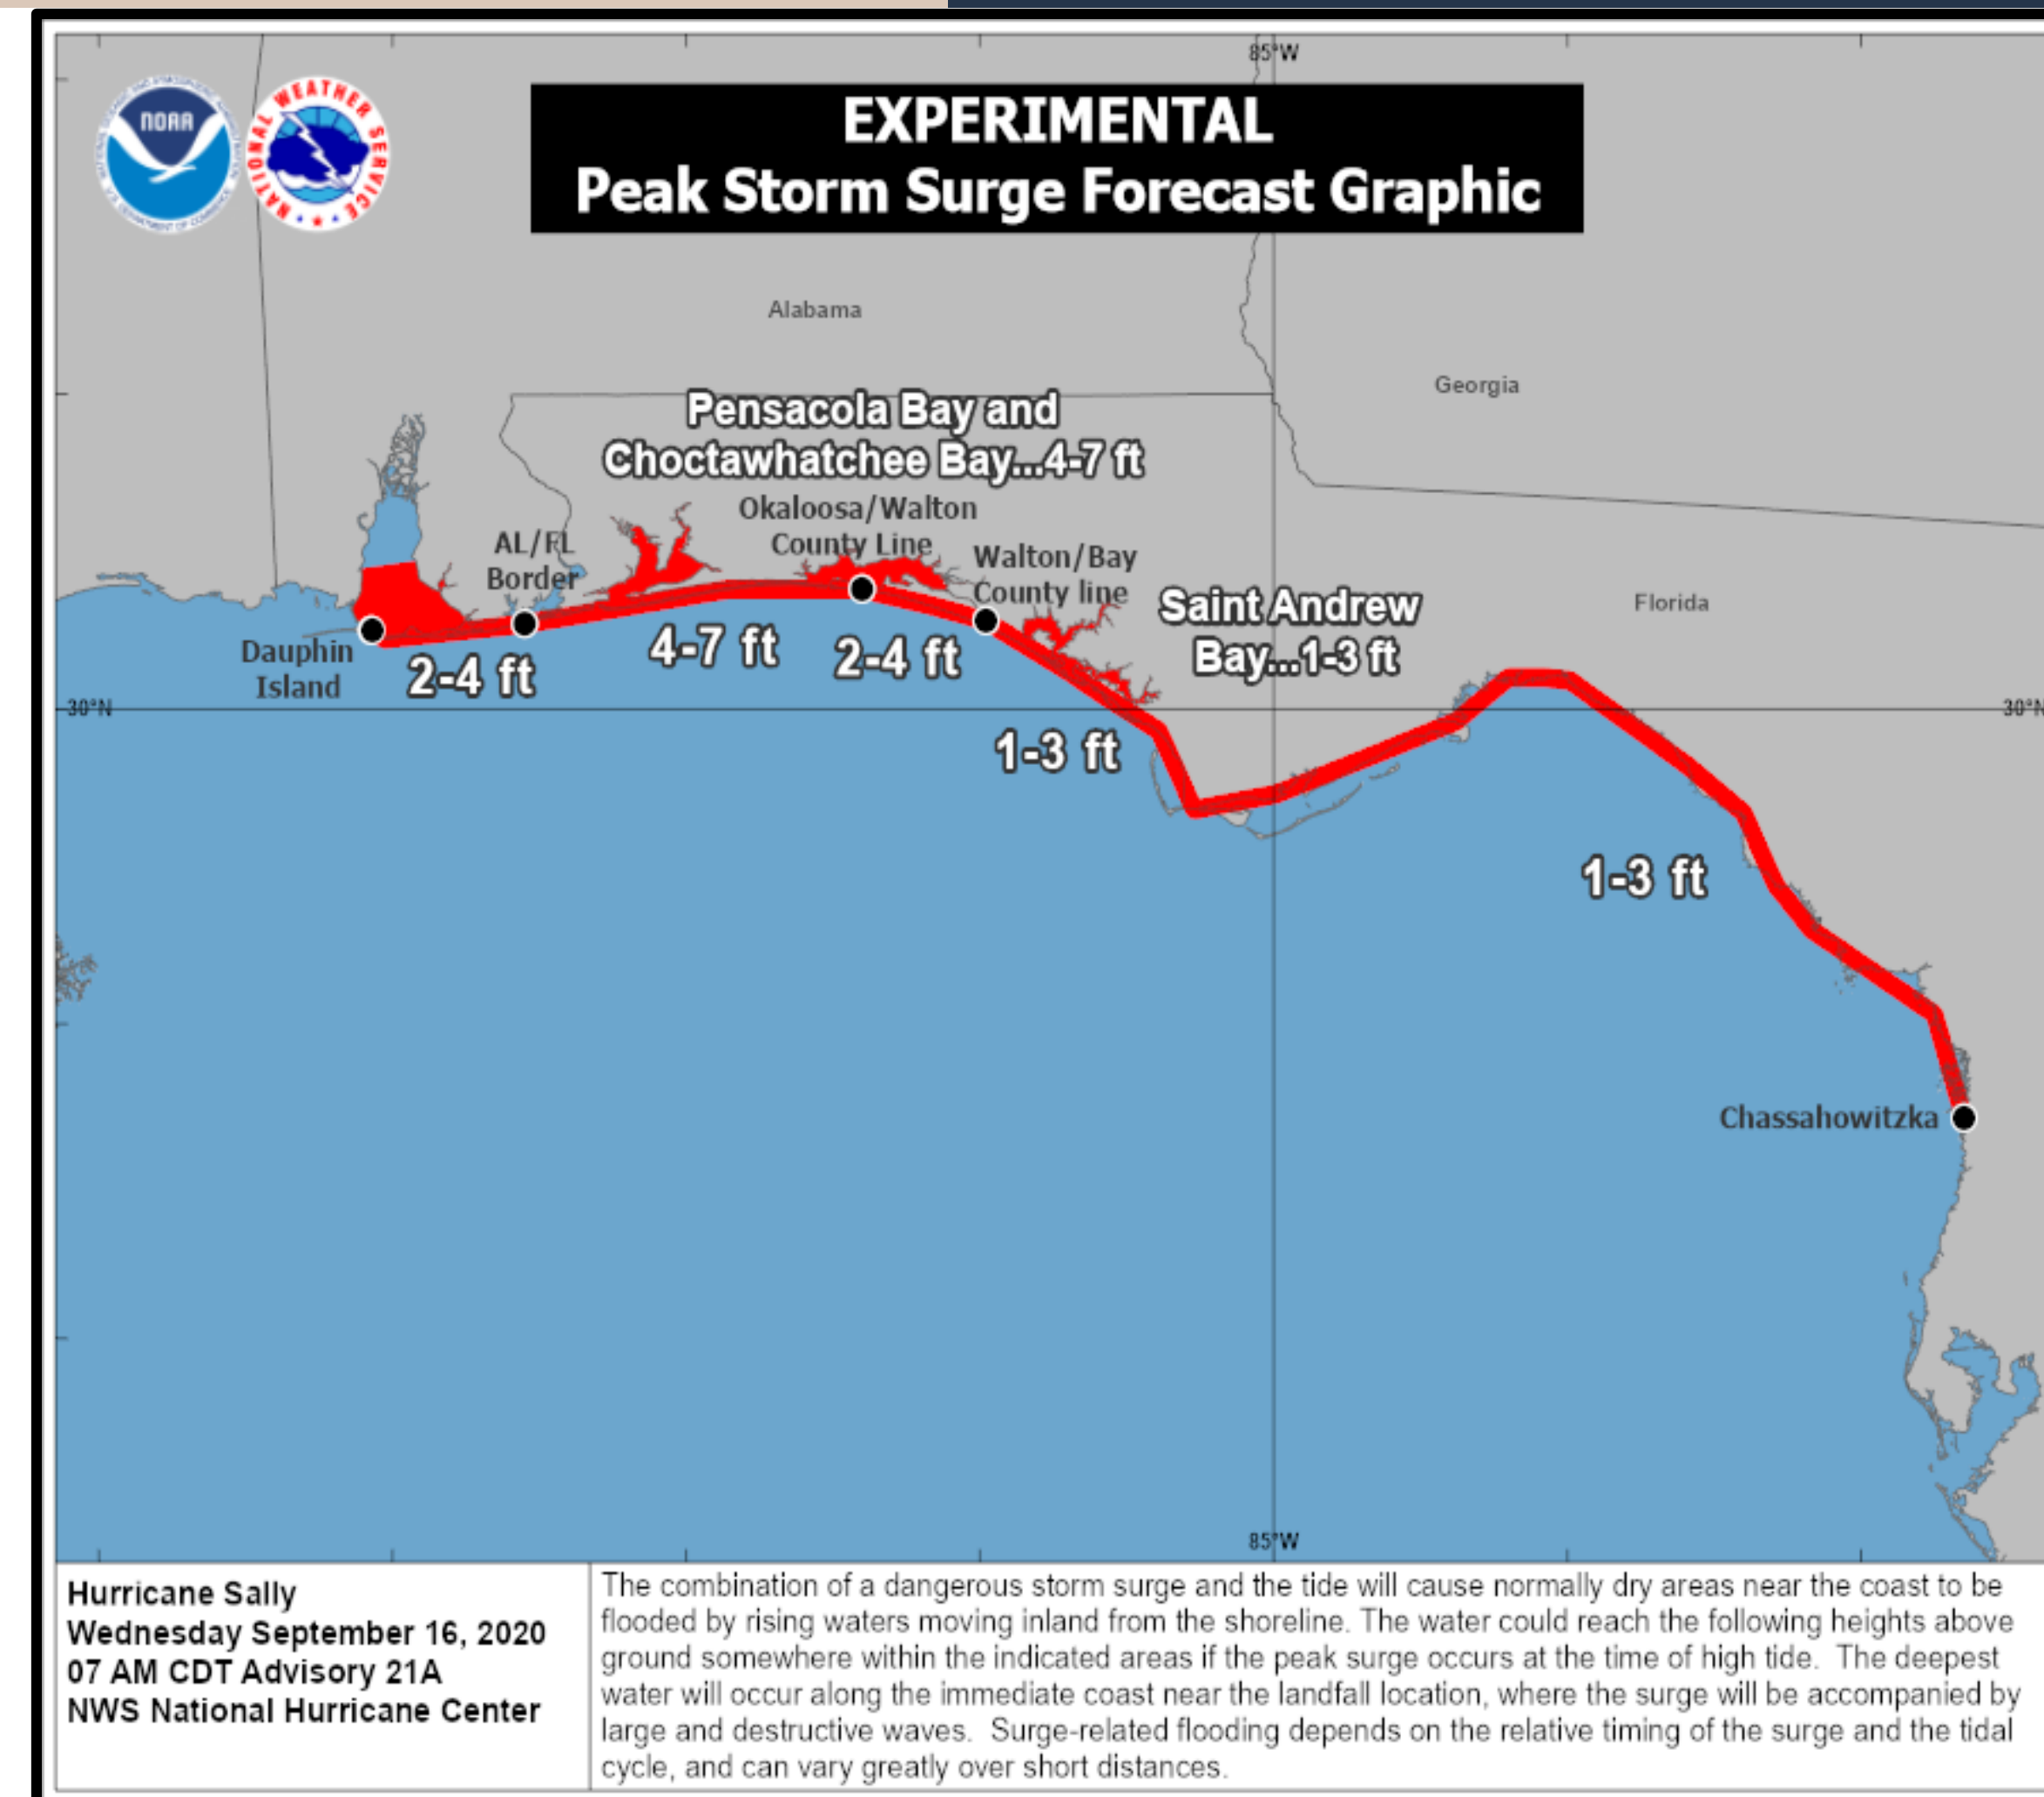 85°W
NOAA
NATIONAL WEATHER SERVICE
EXPERIMENTAL
Peak Storm Surge Forecast Graphic
Alabama
Georgia
Pensacola Bay and
Choctawhatchee Bay...4-7 ft
Okaloosa/Walton
County Line
AL/FL
Border
Walton/Bay
County line
Saint Andrew
Bay...1-3 ft
Florida
Dauphin
Island
2-4 ft
4-7 ft
2-4 ft
30°N
30°N
1-3 ft
1-3 ft
Chassahowitzka
85°W
Hurricane Sally
Wednesday September 16, 2020
07 AM CDT Advisory 21A
NWS National Hurricane Center
The combination of a dangerous storm surge and the tide will cause normally dry areas near the coast to be
flooded by rising waters moving inland from the shoreline. The water could reach the following heights above
ground somewhere within the indicated areas if the peak surge occurs at the time of high tide.  The deepest
water will occur along the immediate coast near the landfall location, where the surge will be accompanied by
large and destructive waves.  Surge-related flooding depends on the relative timing of the surge and the tidal
cycle, and can vary greatly over short distances.